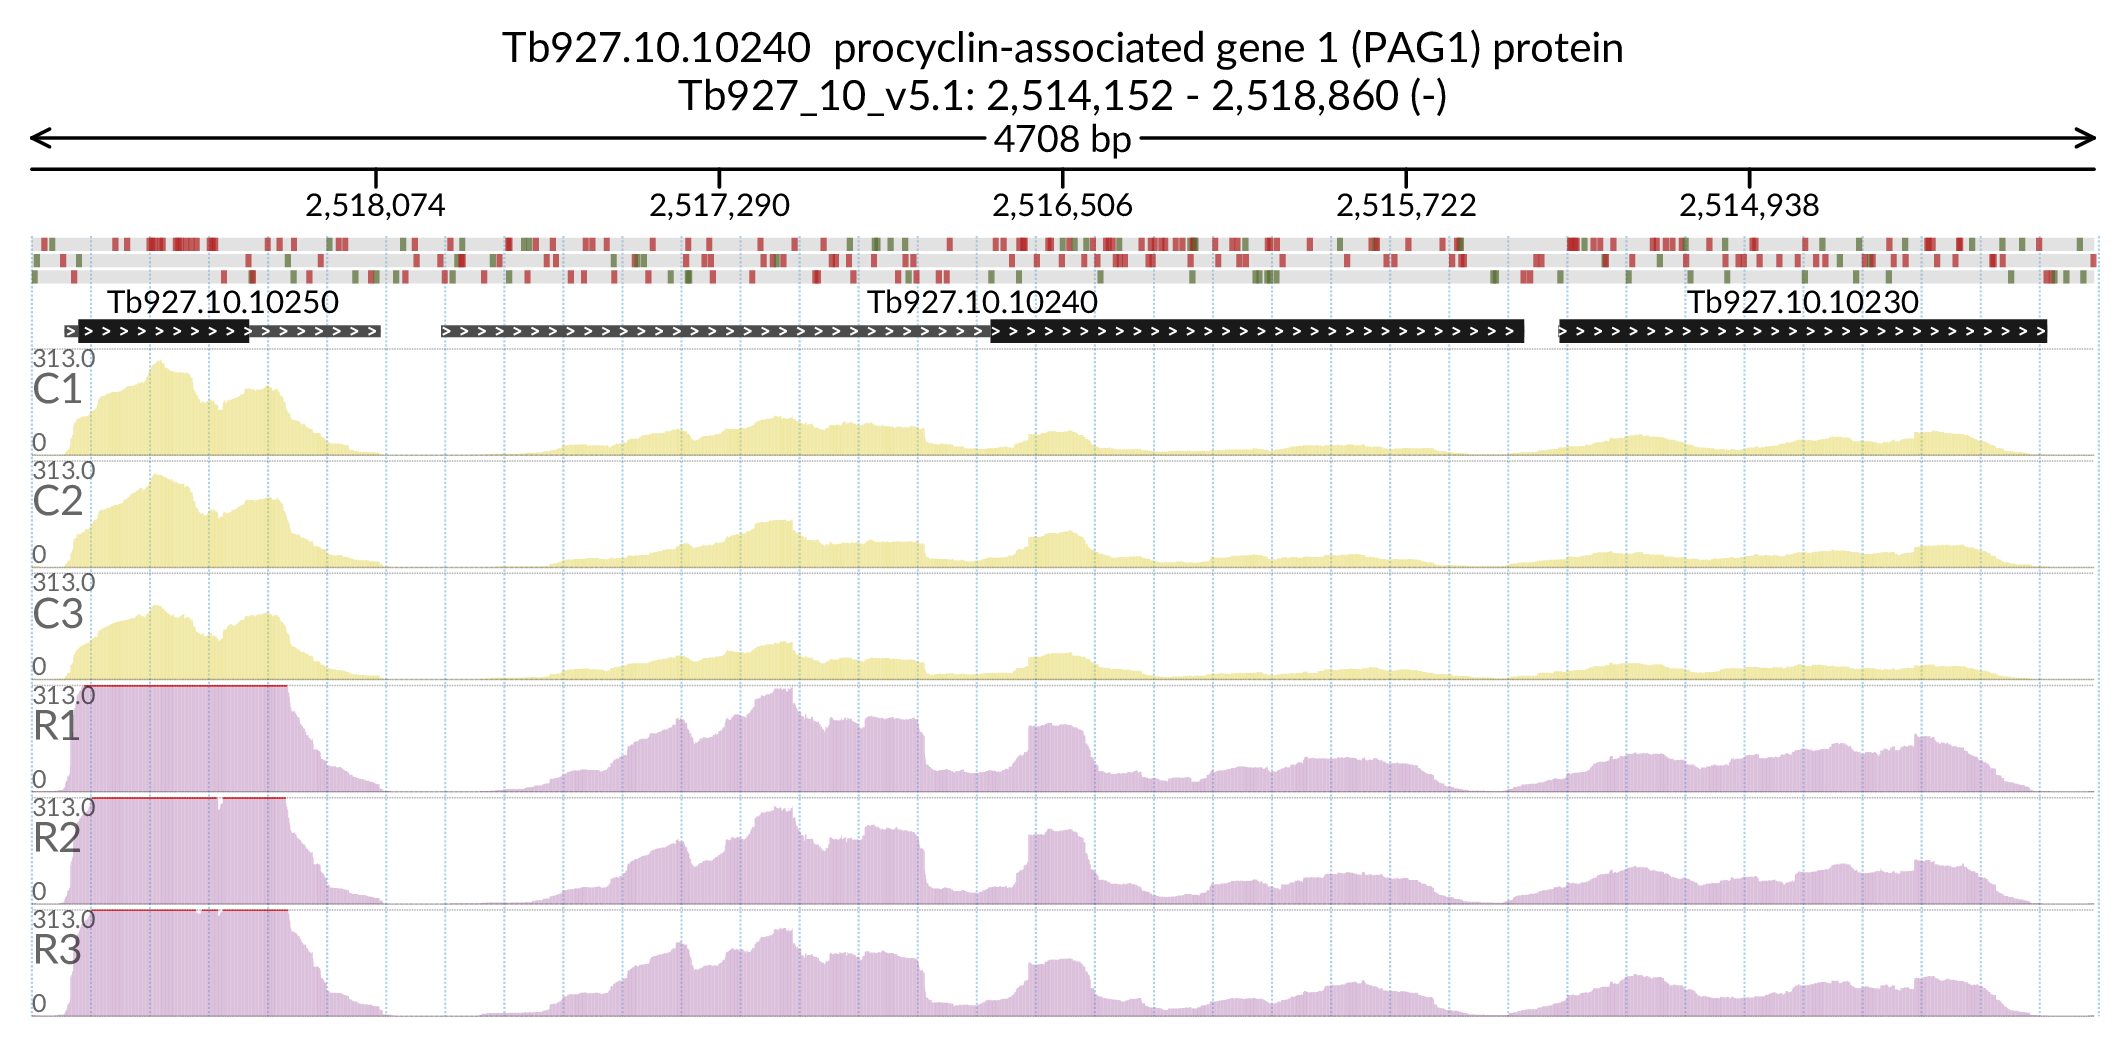 Tb927.10.10240 procyclin-associated gene 1 (PAG1) protein
Tb927_10_v5.1: 2,514,152 - 2,518,860 (-)
4708 bp
2,518,074 2,517,290 2,516,506 2,515,722 2,514,938
Tb927.10.10250 Tb927.10.10240 Tb927.10.10230
313.0
C1
0
313.0
C2
0
313.0
C3
0
313.0
R1
0
313.0
R2
0
313.0
R3
0